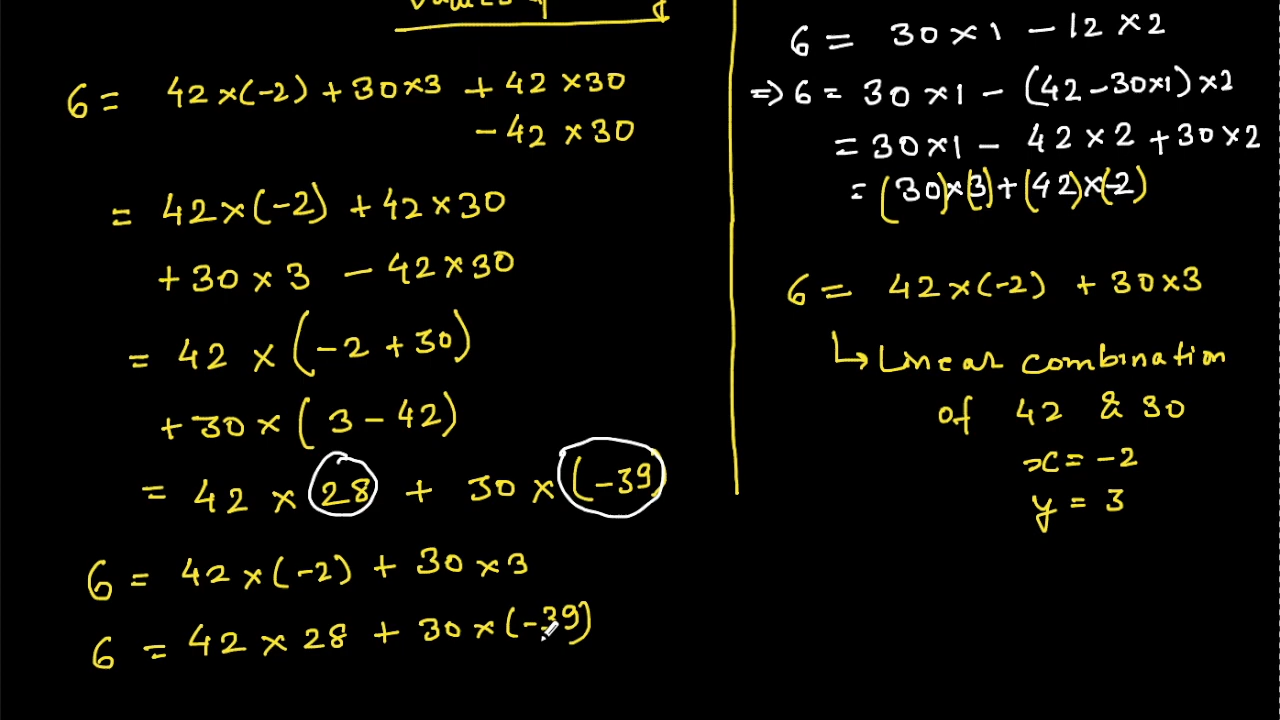 6 = 42 × (-2) + 30 × 3 + 42 × 30
- 42 × 30
= 42 × (-2) + 42 × 30
+ 30 × 3 - 42 × 30
= 42 × (-2 + 30)
+ 30 × (3 - 42)
= 42 × 28 + 30 × (-39)
6 = 42 × (-2) + 30 × 3
6 = 42 × 28 + 30 × (-39)
6 = 30 × 1 - 12 × 2
⇒ 6 = 30 × 1 - (42 - 30×1) × 2
= 30 × 1 - 42 × 2 + 30 × 2
= (30) × (3) + (42) × (-2)
6 = 42 × (-2) + 30 × 3
↳ Linear combination
of 42 & 30
x = -2
y = 3